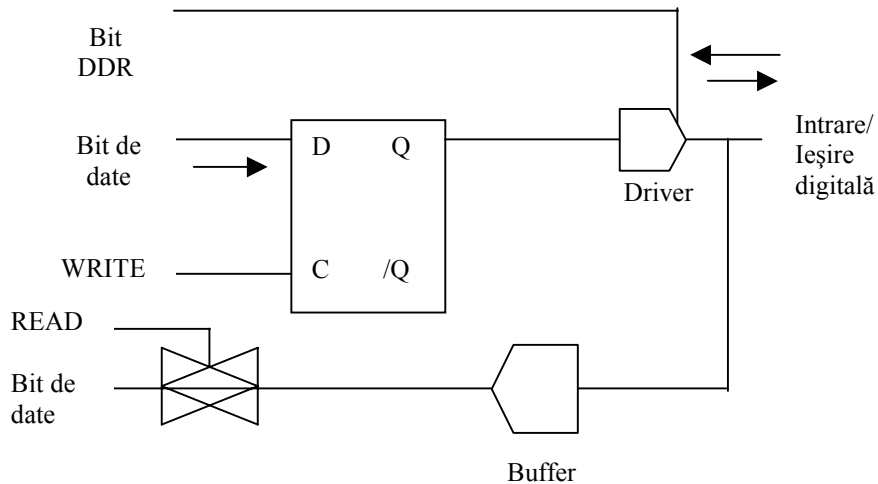 Bit
DDR
Bit de
date
D Q
Intrare/
Ieşire
digitală
Driver
WRITE
C /Q
READ
Bit de
date
Buffer